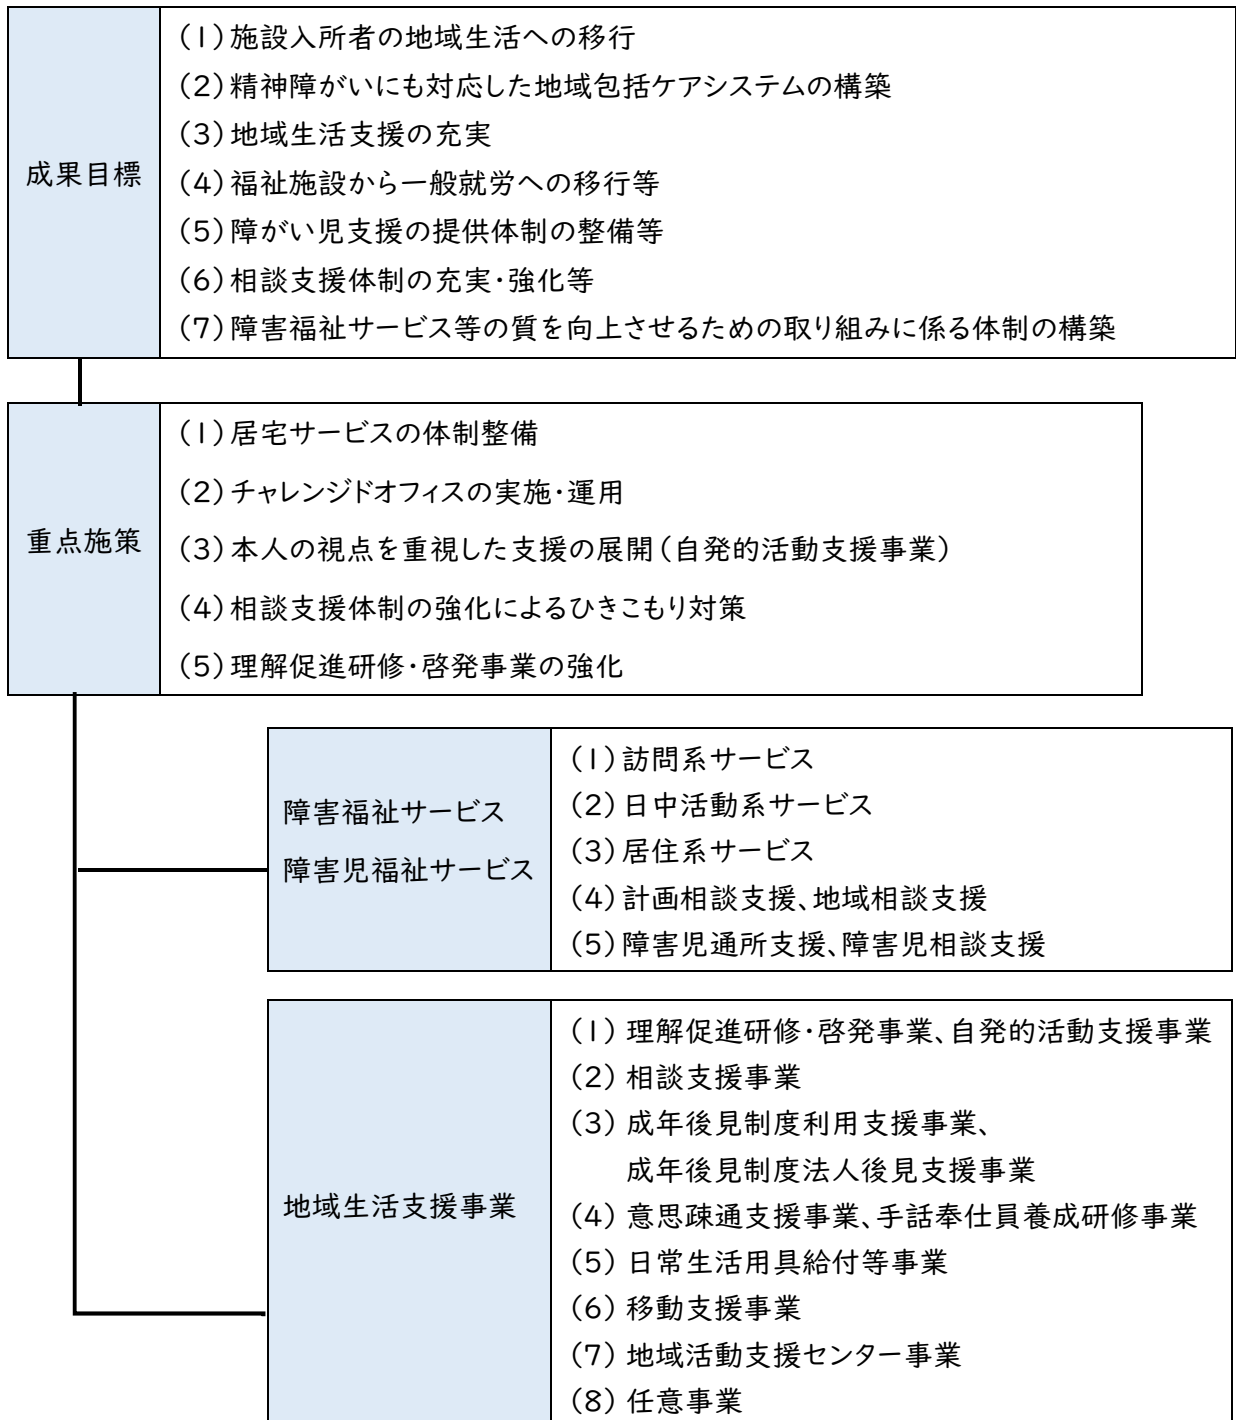 成果目標
(1)施設入所者の地域生活への移行
(2)精神障がいにも対応した地域包括ケアシステムの構築
(3)地域生活支援の充実
(4)福祉施設から一般就労への移行等
(5)障がい児支援の提供体制の整備等
(6)相談支援体制の充実・強化等
(7)障害福祉サービス等の質を向上させるための取り組みに係る体制の構築
重点施策
(1)居宅サービスの体制整備
(2)チャレンジドオフィスの実施・運用
(3)本人の視点を重視した支援の展開(自発的活動支援事業)
(4)相談支援体制の強化によるひきこもり対策
(5)理解促進研修・啓発事業の強化
障害福祉サービス
障害児福祉サービス
(1)訪問系サービス
(2)日中活動系サービス
(3)居住系サービス
(4)計画相談支援、地域相談支援
(5)障害児通所支援、障害児相談支援
地域生活支援事業
(1)理解促進研修・啓発事業、自発的活動支援事業
(2)相談支援事業
(3)成年後見制度利用支援事業、
成年後見制度法人後見支援事業
(4)意思疎通支援事業、手話奉仕員養成研修事業
(5)日常生活用具給付等事業
(6)移動支援事業
(7)地域活動支援センター事業
(8)任意事業